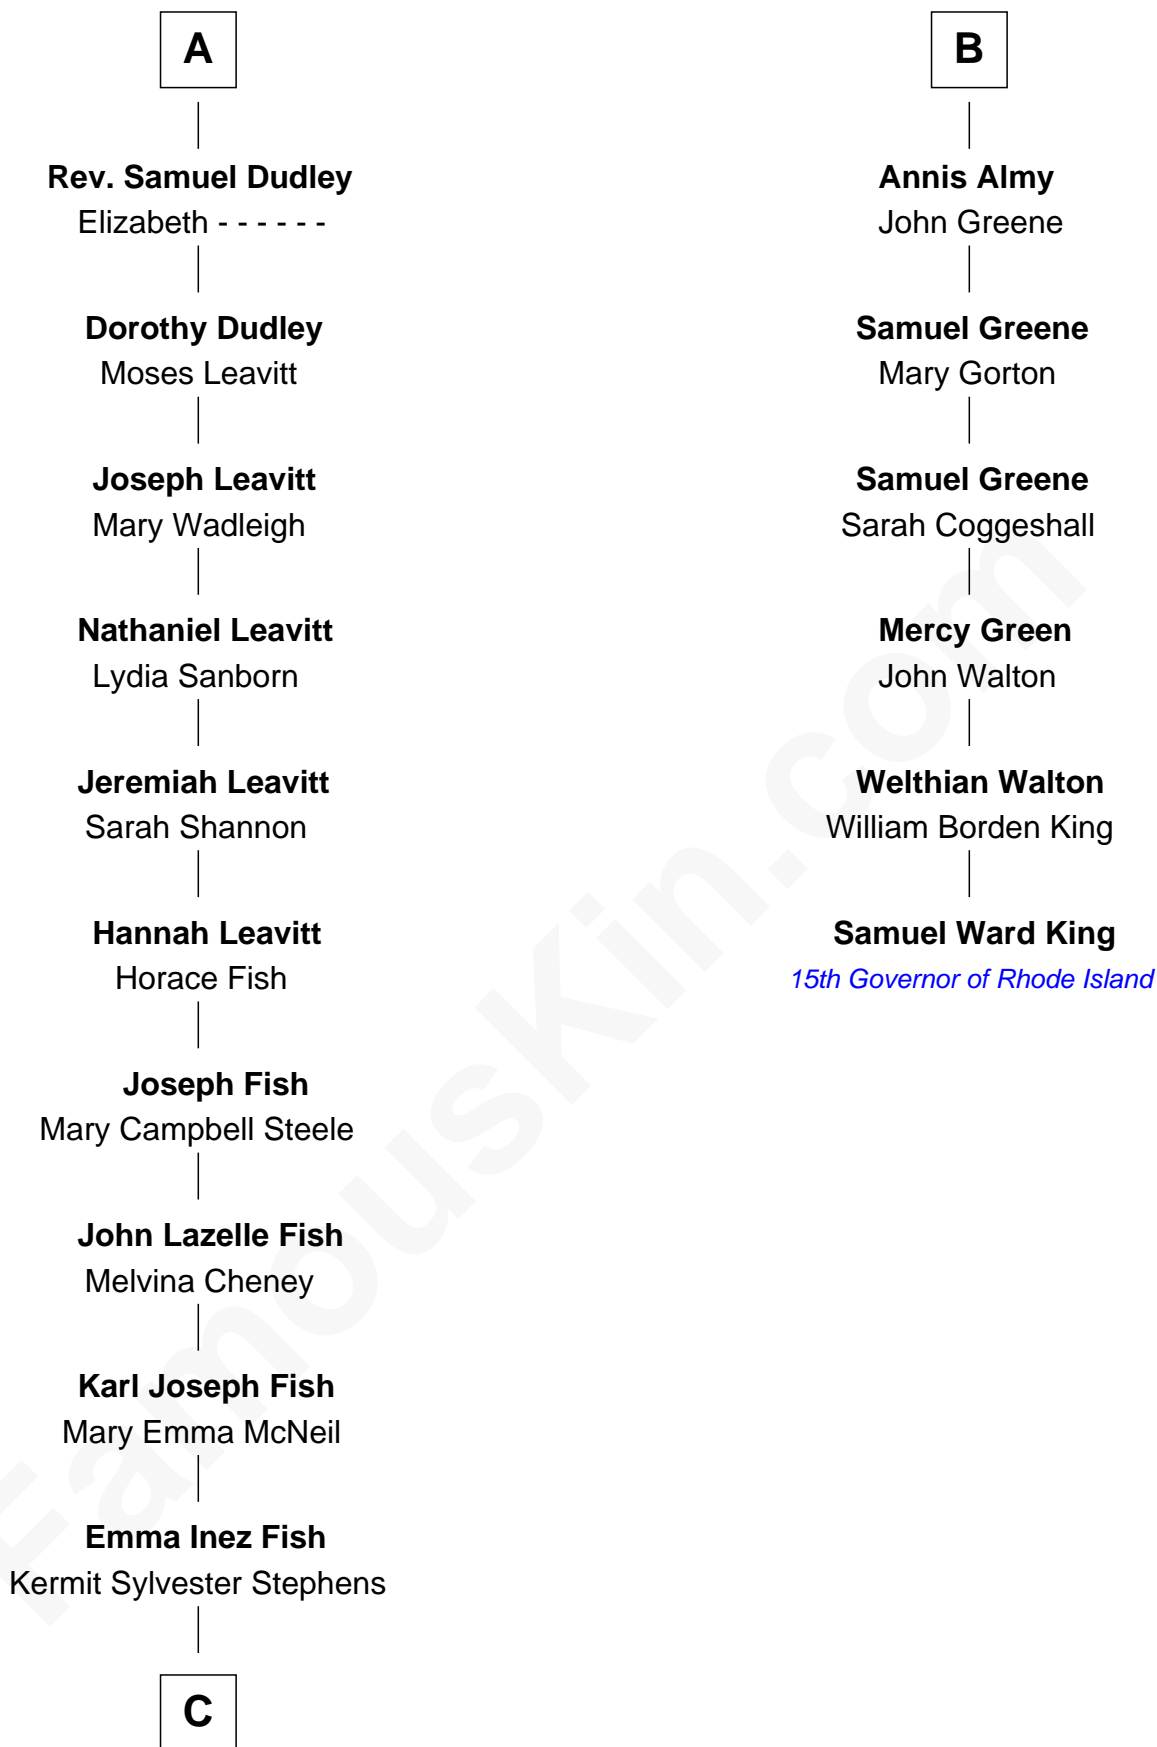 A
Rev. Samuel Dudley
Elizabeth - - - - - -
Dorothy Dudley
Moses Leavitt
Joseph Leavitt
Mary Wadleigh
Nathaniel Leavitt
Lydia Sanborn
Jeremiah Leavitt
Sarah Shannon
Hannah Leavitt
Horace Fish
Joseph Fish
Mary Campbell Steele
John Lazelle Fish
Melvina Cheney
Karl Joseph Fish
Mary Emma McNeil
Emma Inez Fish
Kermit Sylvester Stephens
C
B
Annis Almy
John Greene
Samuel Greene
Mary Gorton
Samuel Greene
Sarah Coggeshall
Mercy Green
John Walton
Welthian Walton
William Borden King
Samuel Ward King
15th Governor of Rhode Island
FamousKin.com